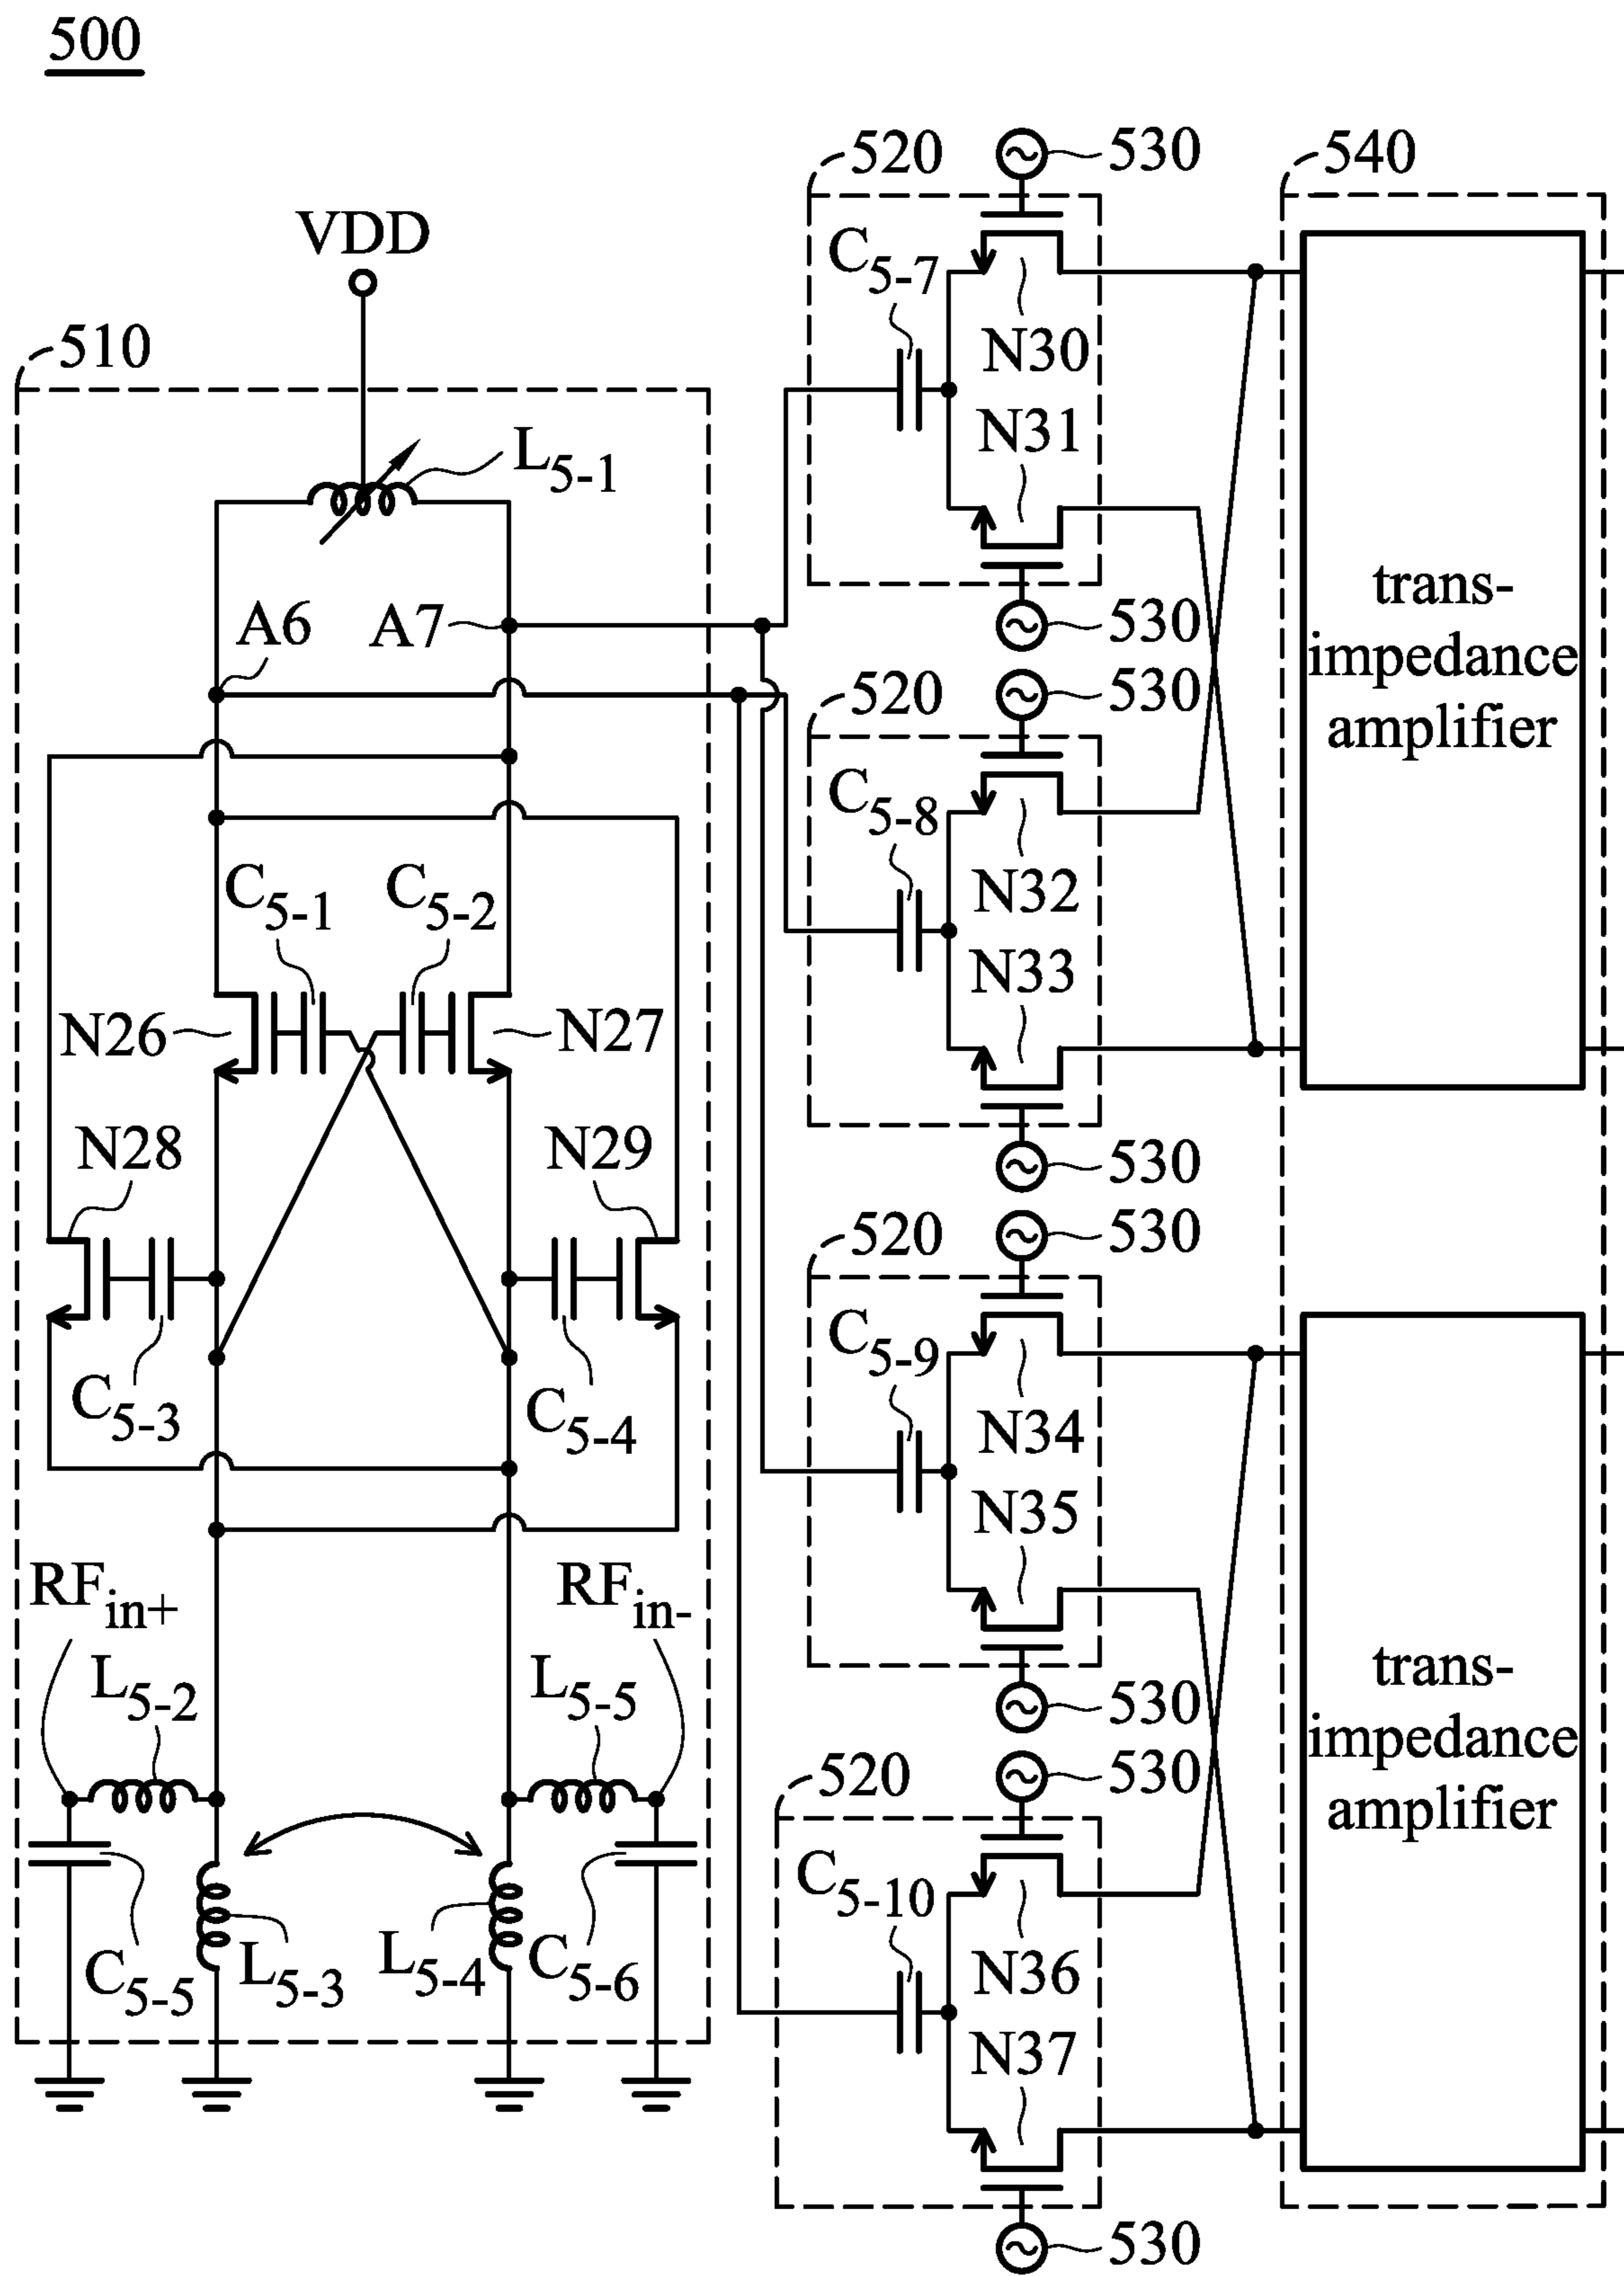 500
520
530
540
VDD
C5-7
510
N30
L5-1
N31
trans-
impedance
amplifier
A6
A7
530
520
530
C5-8
N32
C5-1
C5-2
N33
N26
N27
N28
N29
530
520
530
C5-9
C5-3
C5-4
N34
N35
RFin+
RFin-
L5-2
L5-5
530
trans-
impedance
amplifier
520
530
C5-10
C5-5
L5-3
L5-4
C5-6
N36
N37
530